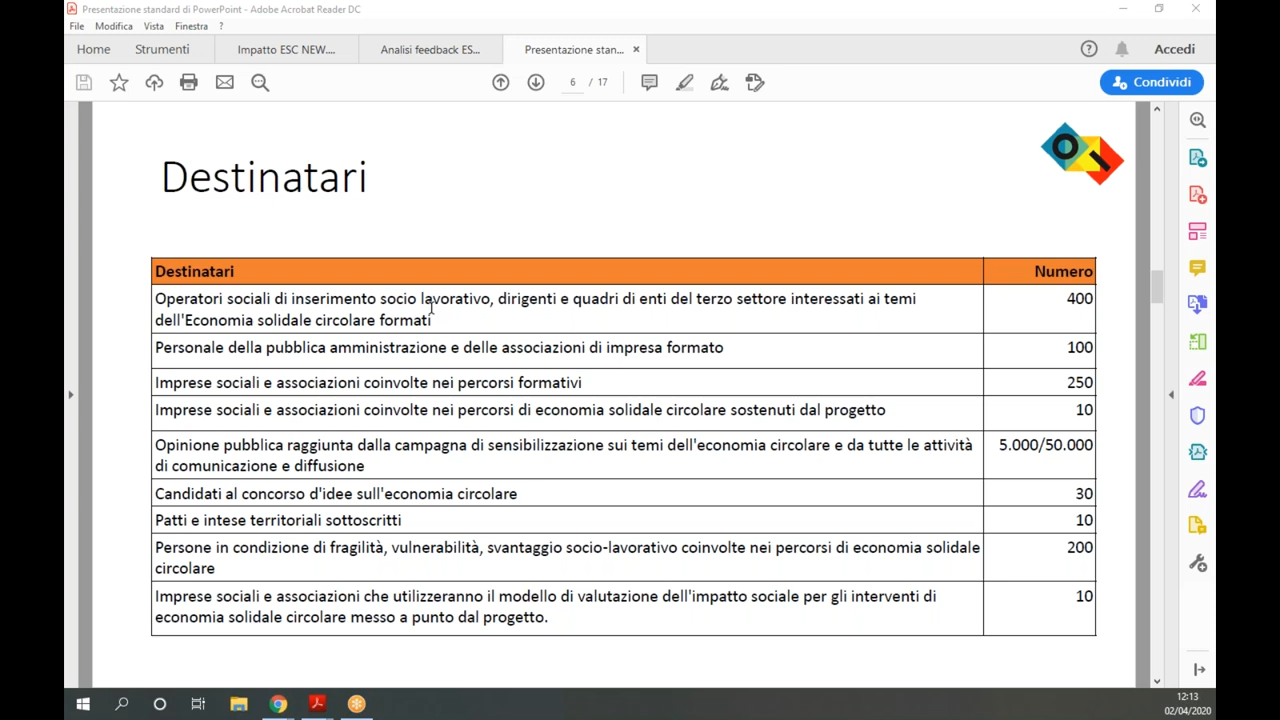 Presentazione standard di PowerPoint - Adobe Acrobat Reader DC
File Modifica Vista Finestra ?
Home Strumenti Impatto ESC NEW.... Analisi feedback ES... Presentazione stan... × Accedi
6 / 17 Condividi
Destinatari
Destinatari Numero
Operatori sociali di inserimento socio lavorativo, dirigenti e quadri di enti del terzo settore interessati ai temi 400
dell'Economia solidale circolare formati
Personale della pubblica amministrazione e delle associazioni di impresa formato 100
Imprese sociali e associazioni coinvolte nei percorsi formativi 250
Imprese sociali e associazioni coinvolte nei percorsi di economia solidale circolare sostenuti dal progetto 10
Opinione pubblica raggiunta dalla campagna di sensibilizzazione sui temi dell'economia circolare e da tutte le attività 5.000/50.000
di comunicazione e diffusione
Candidati al concorso d'idee sull'economia circolare 30
Patti e intese territoriali sottoscritti 10
Persone in condizione di fragilità, vulnerabilità, svantaggio socio-lavorativo coinvolte nei percorsi di economia solidale 200
circolare
Imprese sociali e associazioni che utilizzeranno il modello di valutazione dell'impatto sociale per gli interventi di 10
economia solidale circolare messo a punto dal progetto.
12:13
02/04/2020